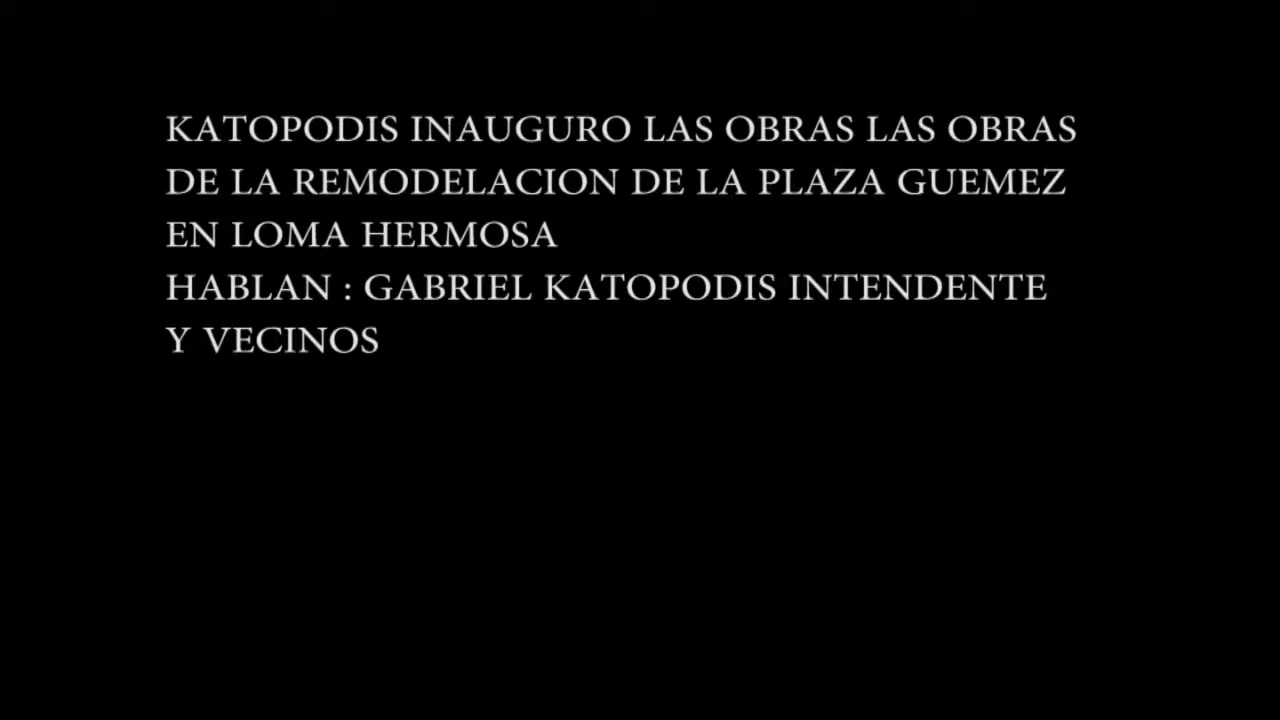 KATOPODIS INAUGURO LAS OBRAS LAS OBRAS
DE LA REMODELACION DE LA PLAZA GUEMEZ
EN LOMA HERMOSA
HABLAN : GABRIEL KATOPODIS INTENDENTE
Y VECINOS